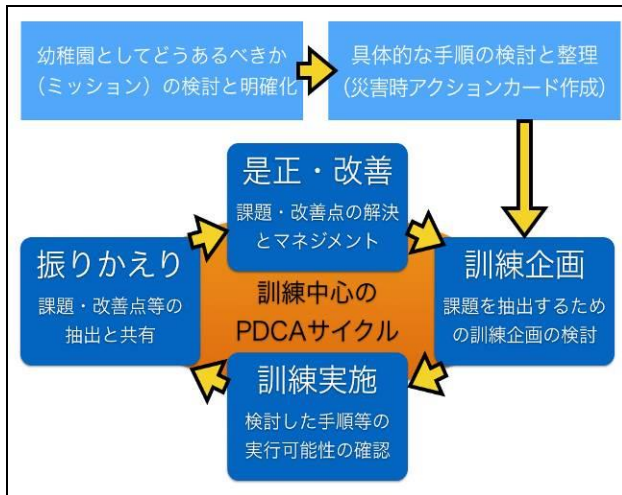 幼稚園としてどうあるべきか
（ミッション）の検討と明確化
具体的な手順の検討と整理
（災害時アクションカード作成）
是正・改善
課題・改善点の解決
とマネジメント
振りかえり
課題・改善点等の
抽出と共有
訓練中心の
PDCAサイクル
訓練企画
課題を抽出するため
の訓練企画の検討
訓練実施
検討した手順等の
実行可能性の確認